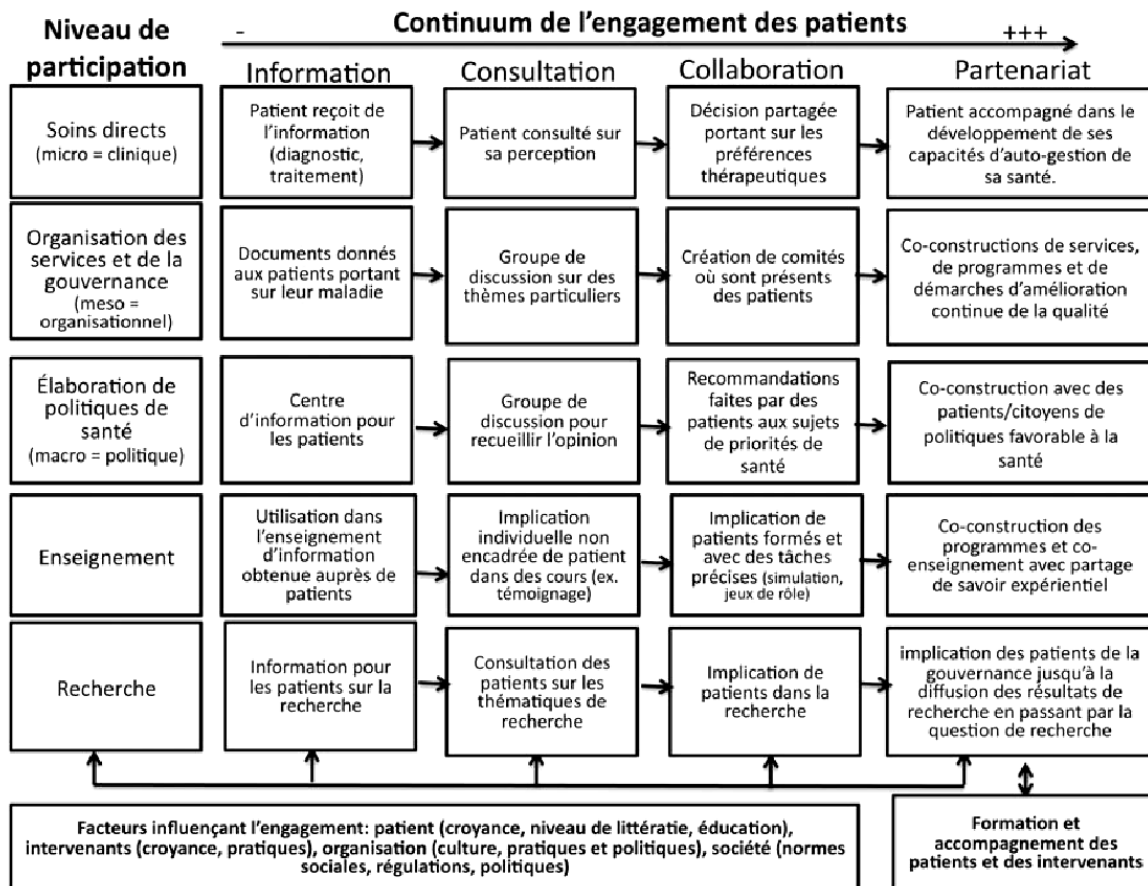 Niveau de
participation
Continuum de l'engagement des patients
- +++
Information
Consultation
Collaboration
Partenariat
Soins directs
(micro = clinique)
Patient reçoit de
l'information
(diagnostic,
traitement)
Patient consulté sur
sa perception
Décision partagée
portant sur les
préférences
thérapeutiques
Patient accompagné dans le
développement de ses
capacités d'auto-gestion de
sa santé.
Organisation des
services et de la
gouvernance
(meso =
organisationnel)
Documents donnés
aux patients portant
sur leur maladie
Groupe de
discussion sur des
thèmes particuliers
Création de comités
où sont présents
des patients
Co-constructions de services,
de programmes et de
démarches d'amélioration
continue de la qualité
Élaboration de
politiques de
santé
(macro = politique)
Centre
d'information pour
les patients
Groupe de
discussion pour
recueillir l'opinion
Recommandations
faites par des
patients aux sujets
de priorités de
santé
Co-construction avec des
patients/citoyens de
politiques favorable à la
santé
Enseignement
Utilisation dans
l'enseignement
d'information
obtenue auprès de
patients
Implication
individuelle non
encadrée de patient
dans des cours (ex.
témoignage)
Implication de
patients formés et
avec des tâches
précises (simulation,
jeux de rôle)
Co-construction des
programmes et co-
enseignement avec partage
de savoir expérientiel
Recherche
Information pour
les patients sur la
recherche
Consultation des
patients sur les
thématiques de
recherche
Implication de
patients dans la
recherche
implication des patients de la
gouvernance jusqu'à la
diffusion des résultats de
recherche en passant par la
question de recherche
Facteurs influençant l'engagement: patient (croyance, niveau de littératie, éducation),
intervenants (croyance, pratiques), organisation (culture, pratiques et politiques), société (normes
sociales, régulations, politiques)
Formation et
accompagnement des
patients et des intervenants